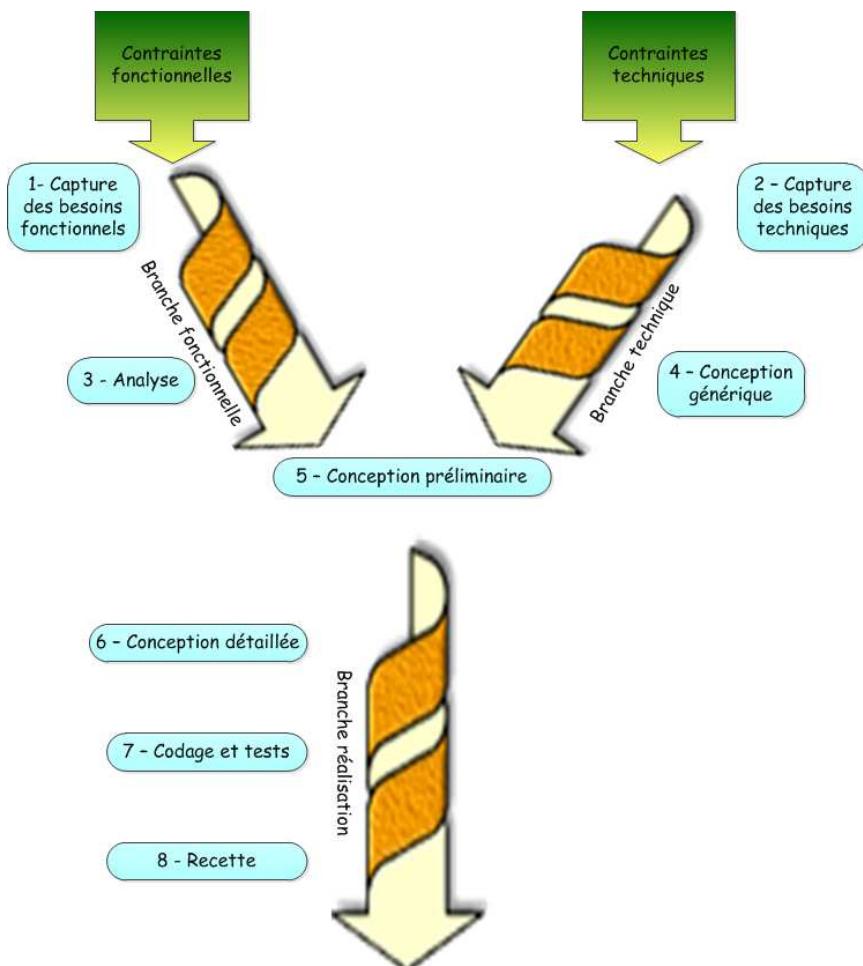 Contraintes
fonctionnelles
Contraintes
techniques
1- Capture
des besoins
fonctionnels
2 – Capture
des besoins
techniques
Branche fonctionnelle
Branche technique
3 - Analyse
4 – Conception
générique
5 – Conception préliminaire
6 – Conception détaillée
Branche réalisation
7 – Codage et tests
8 - Recette